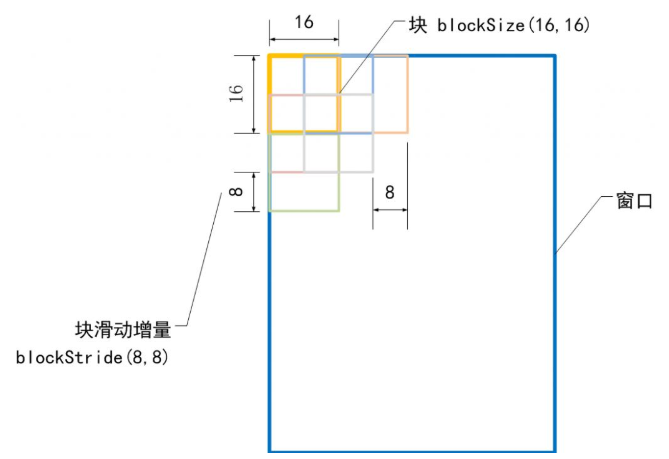 16
块 blockSize(16,16)
16
8
8
窗口
块滑动增量
blockStride(8,8)